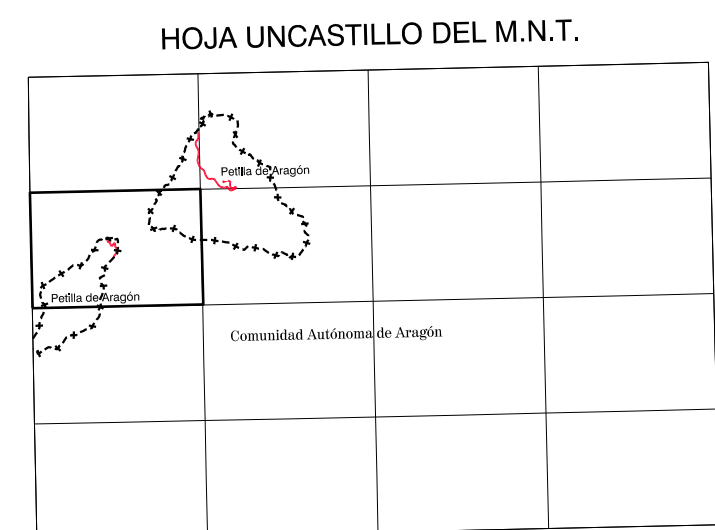 HOJA UNCASTILLO DEL M.N.T.
Petilla de Aragón
Petilla de Aragón
Comunidad Autónoma de Aragón